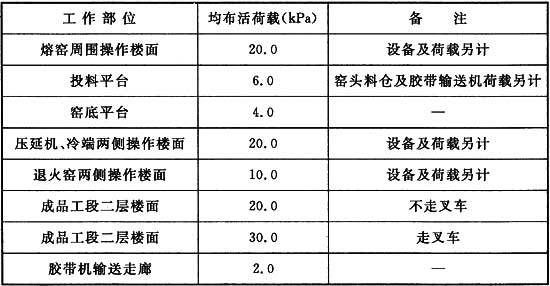 工作部位 均布活荷载(kPa) 备注
熔窑周围操作楼面 20.0 设备及荷载另计
投料平台 6.0 窑头料仓及胶带输送机荷载另计
窑底平台 4.0 —
压延机、冷端两侧操作楼面 20.0 设备及荷载另计
退火窑两侧操作楼面 10.0 设备及荷载另计
成品工段二层楼面 20.0 不走叉车
成品工段二层楼面 30.0 走叉车
胶带机输送走廊 2.0 —